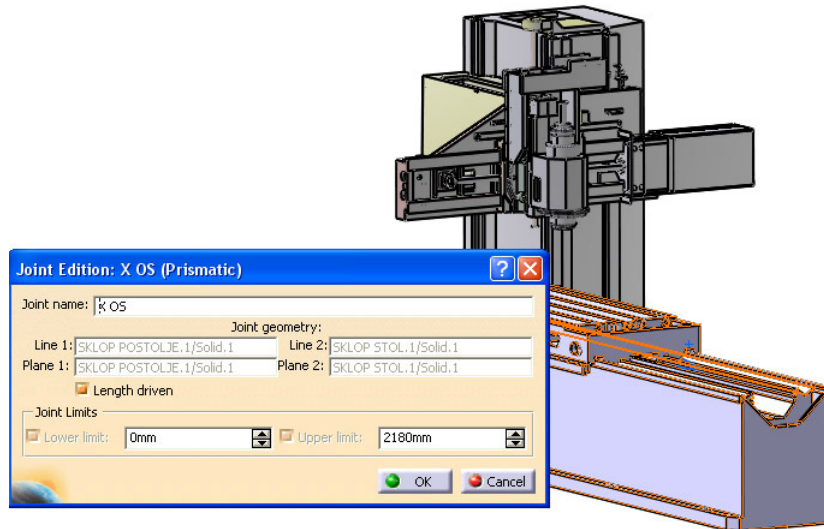 Joint Edition: X OS (Prismatic)
Joint name: X OS
Joint geometry:
Line 1: SKLOP POSTOLJE.1/Solid.1 Line 2: SKLOP STOL.1/Solid.1
Plane 1: SKLOP POSTOLJE.1/Solid.1 Plane 2: SKLOP STOL.1/Solid.1
Length driven
Joint Limits
Lower limit: 0mm Upper limit: 2180mm
OK Cancel